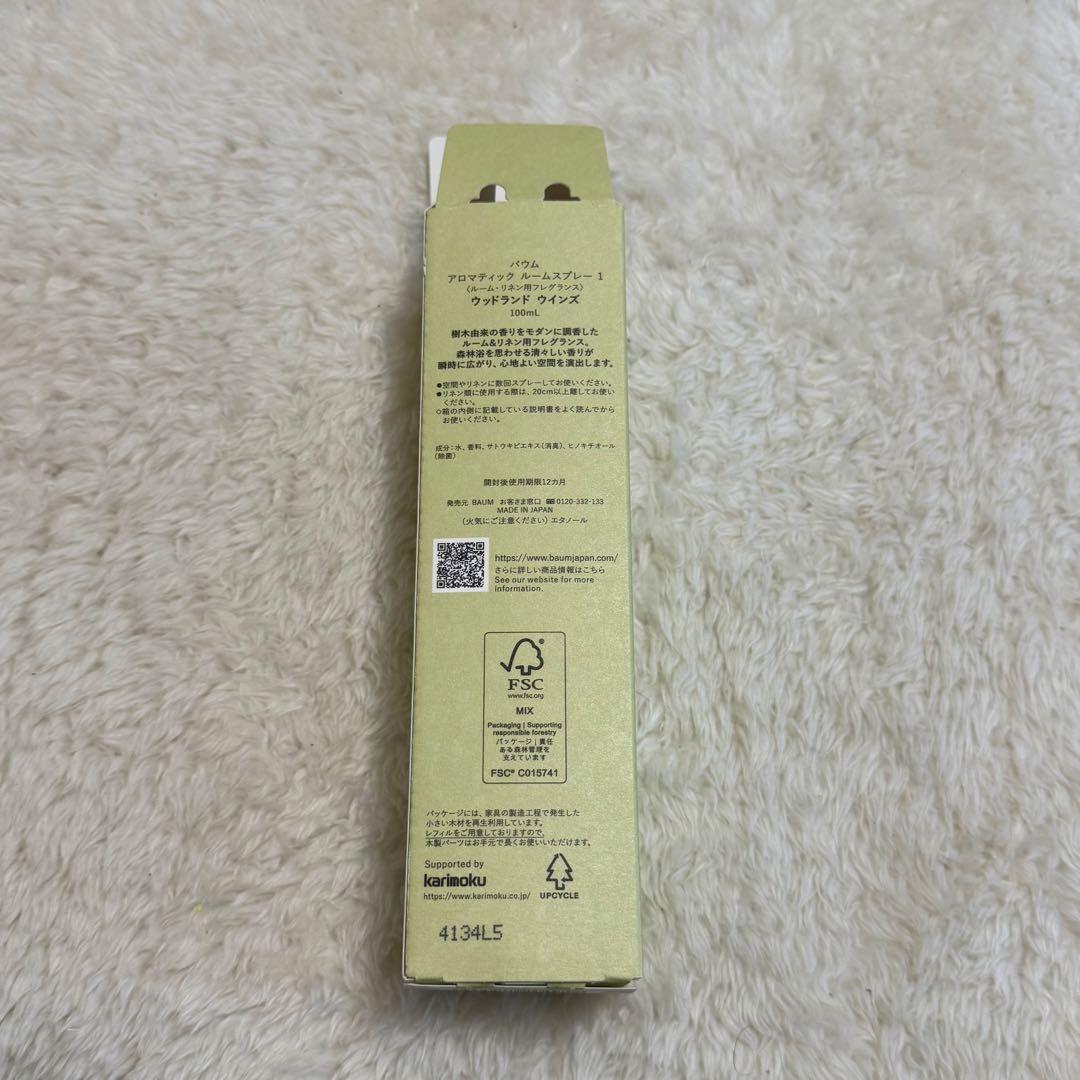 バウム
アロマティック ルームスプレー 1
〈ルーム・リネン用フレグランス〉
ウッドランド ウインズ
100mL
樹木由来の香りをモダンに調香した
ルーム&リネン用フレグランス。
森林浴を思わせる清々しい香りが
瞬時に広がり、心地よい空間を演出します。
●空間やリネンに数回スプレーしてお使いください。
●リネン類に使用する際は、20cm以上離してお使い
ください。
◇箱の内側に記載している説明書をよく読んでから
お使いください。
成分:水、香料、サトウキビエキス(消臭)、ヒノキチオール
(除菌)
開封後使用期限12カ月
発売元 BAUM お客さま窓口 0120-332-133
MADE IN JAPAN
(火気にご注意ください) エタノール
https://www.baumjapan.com/
さらに詳しい商品情報はこちら
See our website for more
information.
FSC®
www.fsc.org
MIX
Packaging | Supporting
responsible forestry
パッケージ | 責任
ある森林管理を
支えています
FSC® C015741
パッケージには、家具の製造工程で発生した
小さい木材を再生利用しています。
レフィルをご用意しておりますので、
木製パーツはお手元で長くお使いいただけます。
Supported by
karimoku
https://www.karimoku.co.jp/
UPCYCLE
4134L5